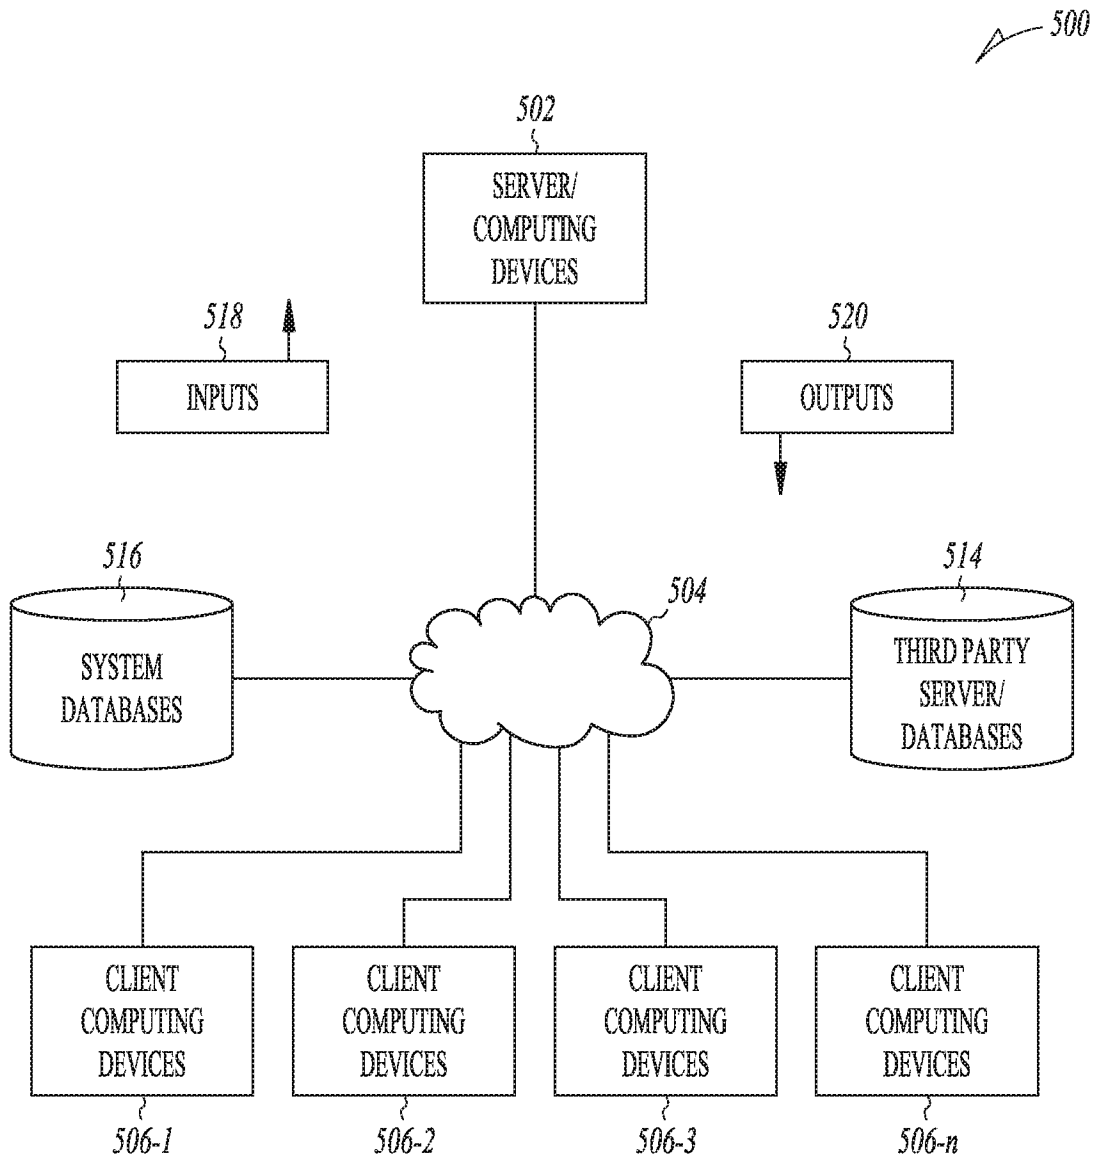 500
502
SERVER/
COMPUTING
DEVICES
518
INPUTS
520
OUTPUTS
516
SYSTEM
DATABASES
504
514
THIRD PARTY
SERVER/
DATABASES
CLIENT
COMPUTING
DEVICES
506-1
CLIENT
COMPUTING
DEVICES
506-2
CLIENT
COMPUTING
DEVICES
506-3
CLIENT
COMPUTING
DEVICES
506-n